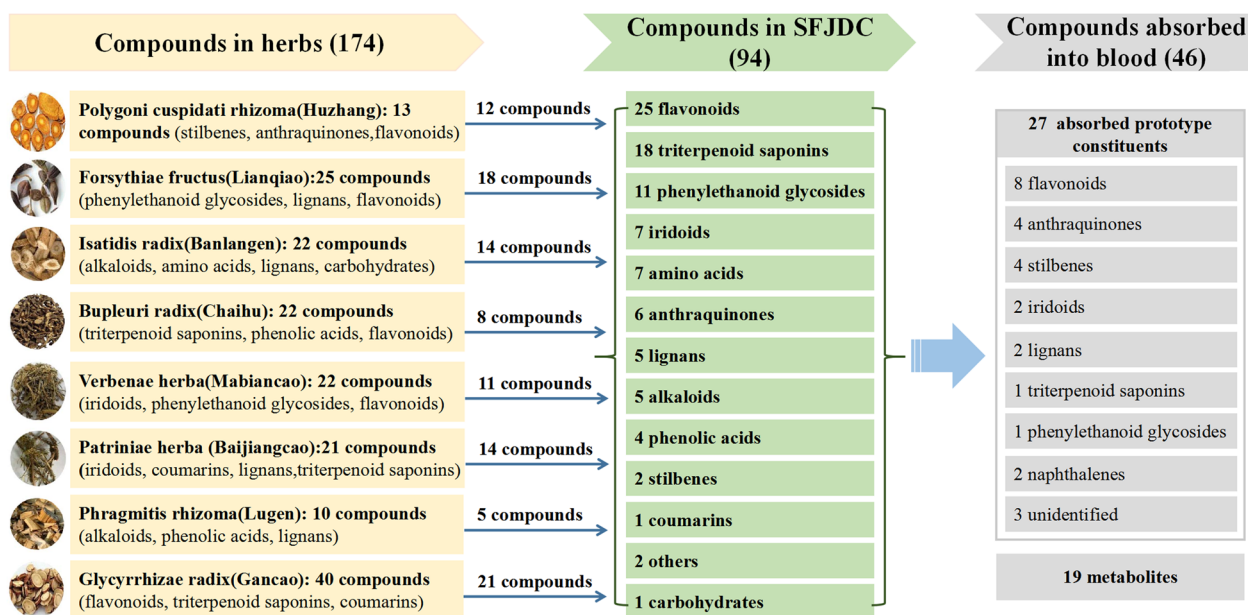 Compounds in herbs (174)
Polygoni cuspidati rhizoma(Huzhang): 13
compounds (stilbenes, anthraquinones,flavonoids)
Forsythiae fructus(Lianqiao):25 compounds
(phenylethanoid glycosides, lignans, flavonoids)
Isatidis radix(Banlangen): 22 compounds
(alkaloids, amino acids, lignans, carbohydrates)
Bupleuri radix(Chaihu): 22 compounds
(triterpenoid saponins, phenolic acids, flavonoids)
Verbenae herba(Mabiancao): 22 compounds
(iridoids, phenylethanoid glycosides, flavonoids)
Patriniae herba (Baijiangcao):21 compounds
(iridoids, coumarins, lignans,triterpenoid saponins)
Phragmitis rhizoma(Lugen): 10 compounds
(alkaloids, phenolic acids, lignans)
Glycyrrhizae radix(Gancao): 40 compounds
(flavonoids, triterpenoid saponins, coumarins)
12 compounds
18 compounds
14 compounds
8 compounds
11 compounds
14 compounds
5 compounds
21 compounds
Compounds in SFJDC
(94)
25 flavonoids
18 triterpenoid saponins
11 phenylethanoid glycosides
7 iridoids
7 amino acids
6 anthraquinones
5 lignans
5 alkaloids
4 phenolic acids
2 stilbenes
1 coumarins
2 others
1 carbohydrates
Compounds absorbed
into blood (46)
27 absorbed prototype
constituents
8 flavonoids
4 anthraquinones
4 stilbenes
2 iridoids
2 lignans
1 triterpenoid saponins
1 phenylethanoid glycosides
2 naphthalenes
3 unidentified
19 metabolites